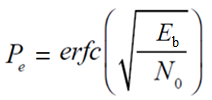 P_e = erfc(√(E_b / N_0))